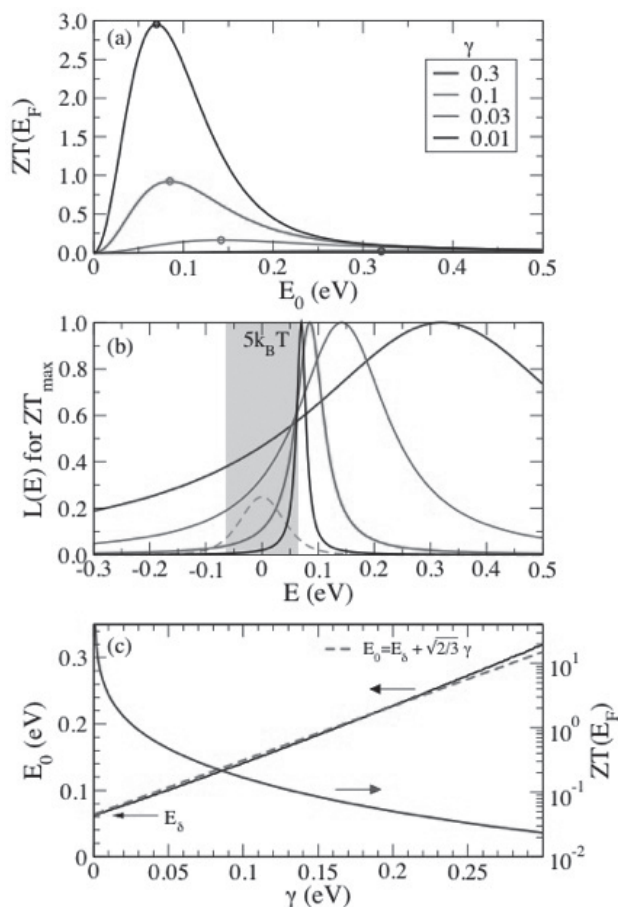 (a)
γ
0.3
0.1
0.03
0.01
3.0
2.5
2.0
1.5
1.0
0.5
0.0
ZT(E_F)
0 0.1 0.2 0.3 0.4 0.5
E_0 (eV)
(b)
5k_BT
1.0
0.8
0.6
0.4
0.2
0.0
L(E) for ZT_max
-0.3 -0.2 -0.1 0 0.1 0.2 0.3 0.4 0.5
E (eV)
(c)
E_0=E_δ + √2/3 γ
0.3
0.2
0.1
0
E_0 (eV)
E_δ
10^1
10^0
10^-1
10^-2
ZT(E_F)
0 0.05 0.1 0.15 0.2 0.25
γ (eV)